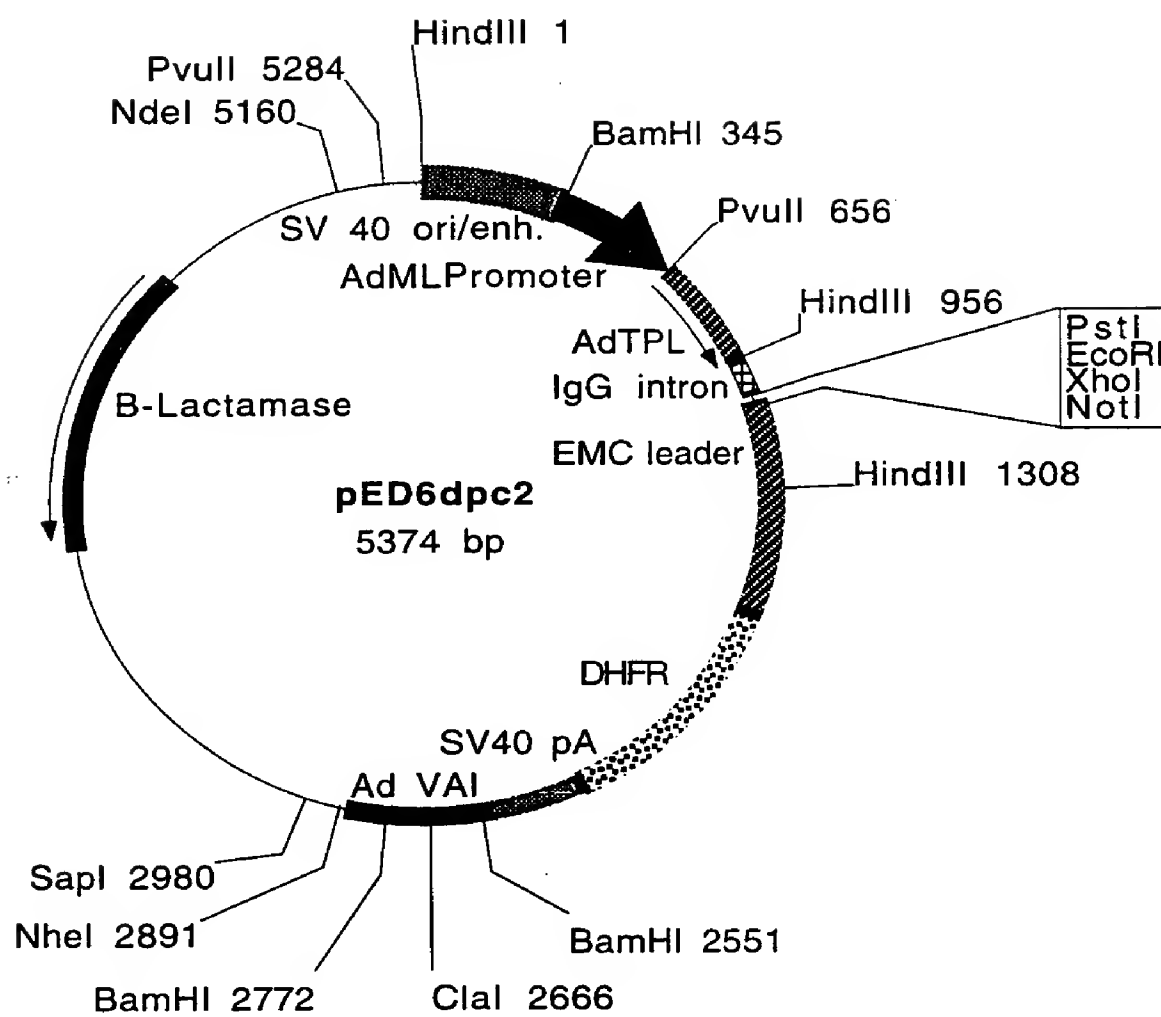 HindIII 1
PvuII 5284
NdeI 5160
BamHI 345
PvuII 656
SV 40 ori/enh.
AdMLPromoter
HindIII 956
PstI
EcoRI
XhoI
NotI
AdTPL
IgG intron
B-Lactamase
EMC leader
HindIII 1308
pED6dpc2
5374 bp
DHFR
SV40 pA
Ad VAI
SapI 2980
NheI 2891
BamHI 2551
BamHI 2772
ClaI 2666